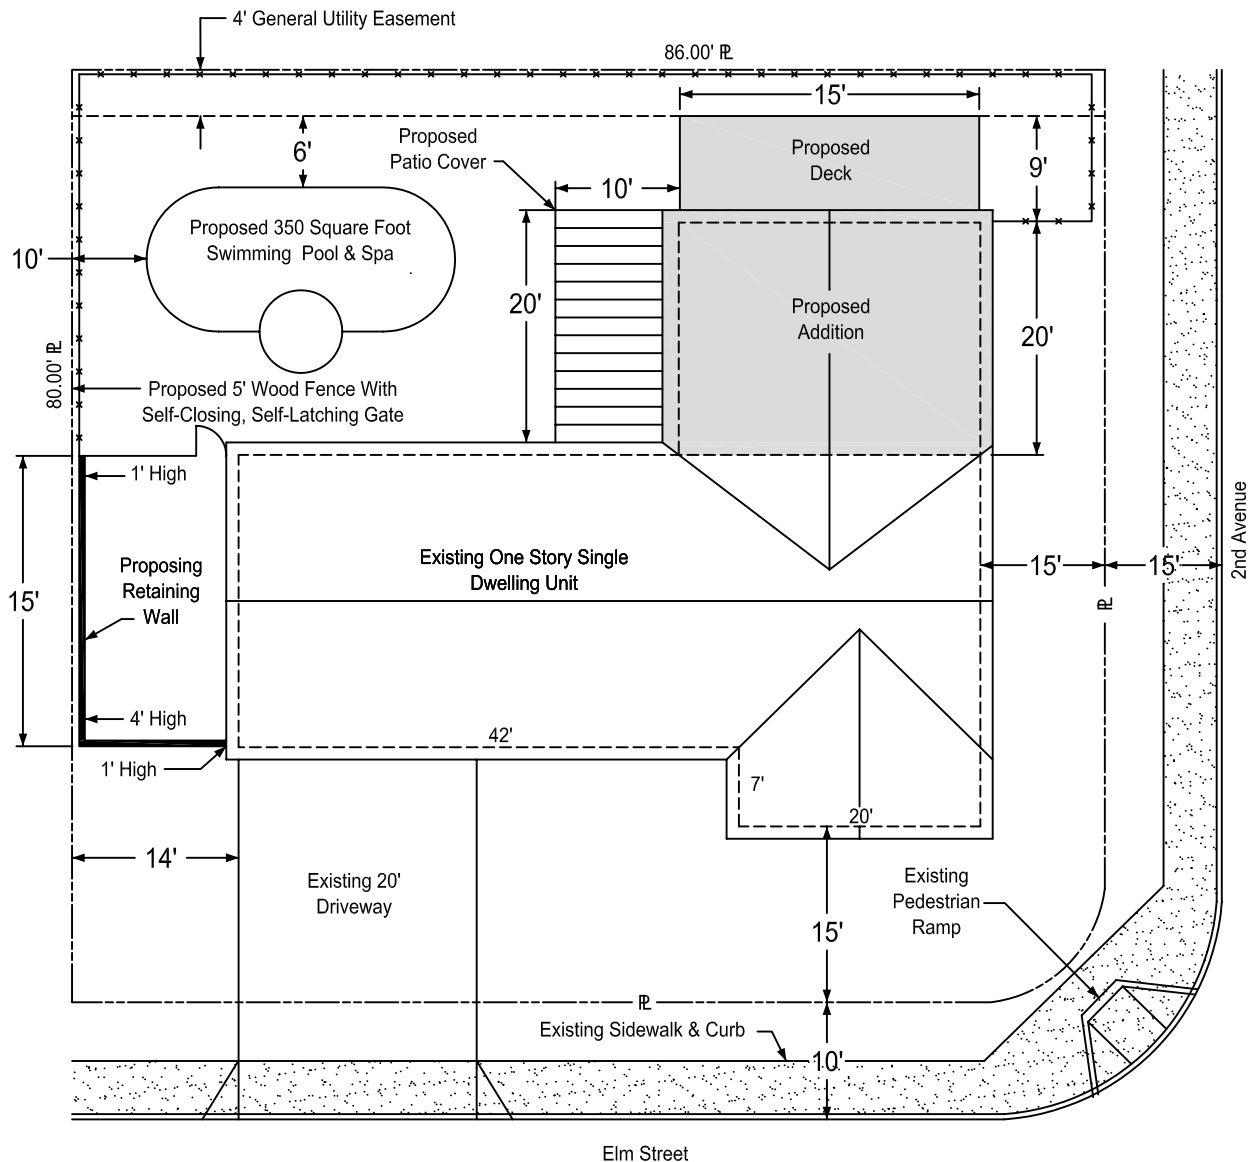 4' General Utility Easement
86.00' ℙL
15'
Proposed
Patio Cover
6'
Proposed
Deck
9'
10'
Proposed 350 Square Foot
Swimming Pool & Spa
10'
20'
Proposed
Addition
20'
80.00' ℙL
Proposed 5' Wood Fence With
Self-Closing, Self-Latching Gate
1' High
2nd Avenue
Existing One Story Single
Dwelling Unit
Proposing
Retaining
Wall
15'
15'
15'
ℙL
4' High
42'
1' High
7'
20'
14'
Existing 20'
Driveway
Existing
Pedestrian
Ramp
15'
ℙL
Existing Sidewalk & Curb
10'
Elm Street